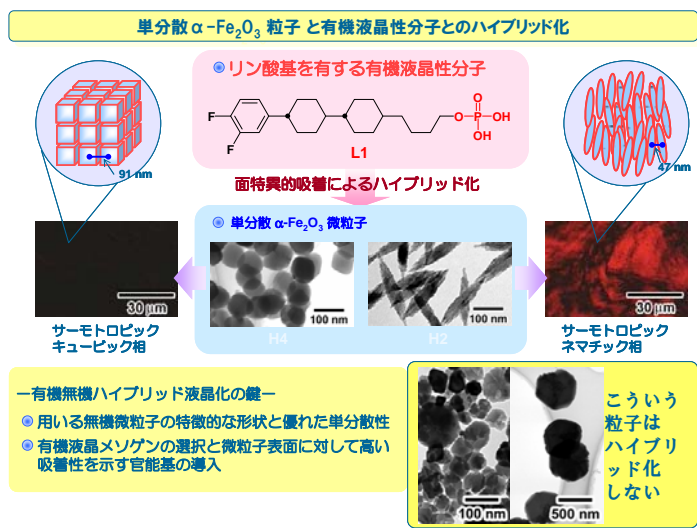 単分散α-Fe2O3 粒子 と有機液晶性分子とのハイブリッド化
リン酸基を有する有機液晶性分子
F
F
O
O
P
OH
OH
L1
91 nm
47 nm
面特異的吸着によるハイブリッド化
単分散 α-Fe2O3 微粒子
30 μm
100 nm
100 nm
30 μm
H4
H2
サーモトロピック
キュービック相
サーモトロピック
ネマチック相
ー有機無機ハイブリッド液晶化の鍵ー
用いる無機微粒子の特徴的な形状と優れた単分散性
有機液晶メソゲンの選択と微粒子表面に対して高い
吸着性を示す官能基の導入
100 nm
500 nm
こういう
粒子は
ハイブリ
ッド化
しない